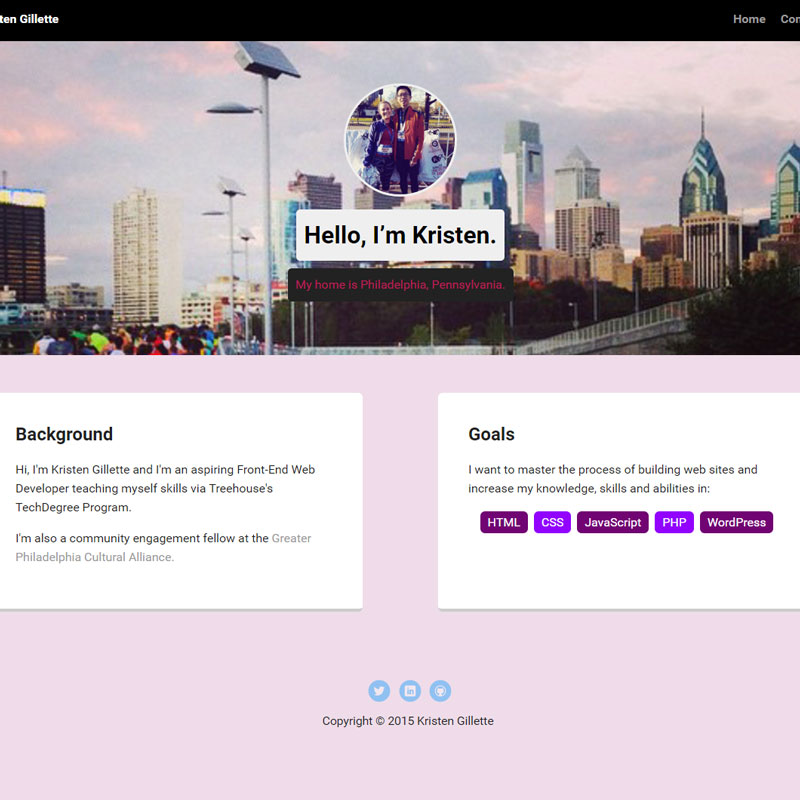 ten Gillette
Home Con
Hello, I’m Kristen.
My home is Philadelphia, Pennsylvania.
Background
Hi, I'm Kristen Gillette and I'm an aspiring Front-End Web
Developer teaching myself skills via Treehouse's
TechDegree Program.
I'm also a community engagement fellow at the Greater
Philadelphia Cultural Alliance.
Goals
I want to master the process of building web sites and
increase my knowledge, skills and abilities in:
HTML CSS JavaScript PHP WordPress
Copyright © 2015 Kristen Gillette